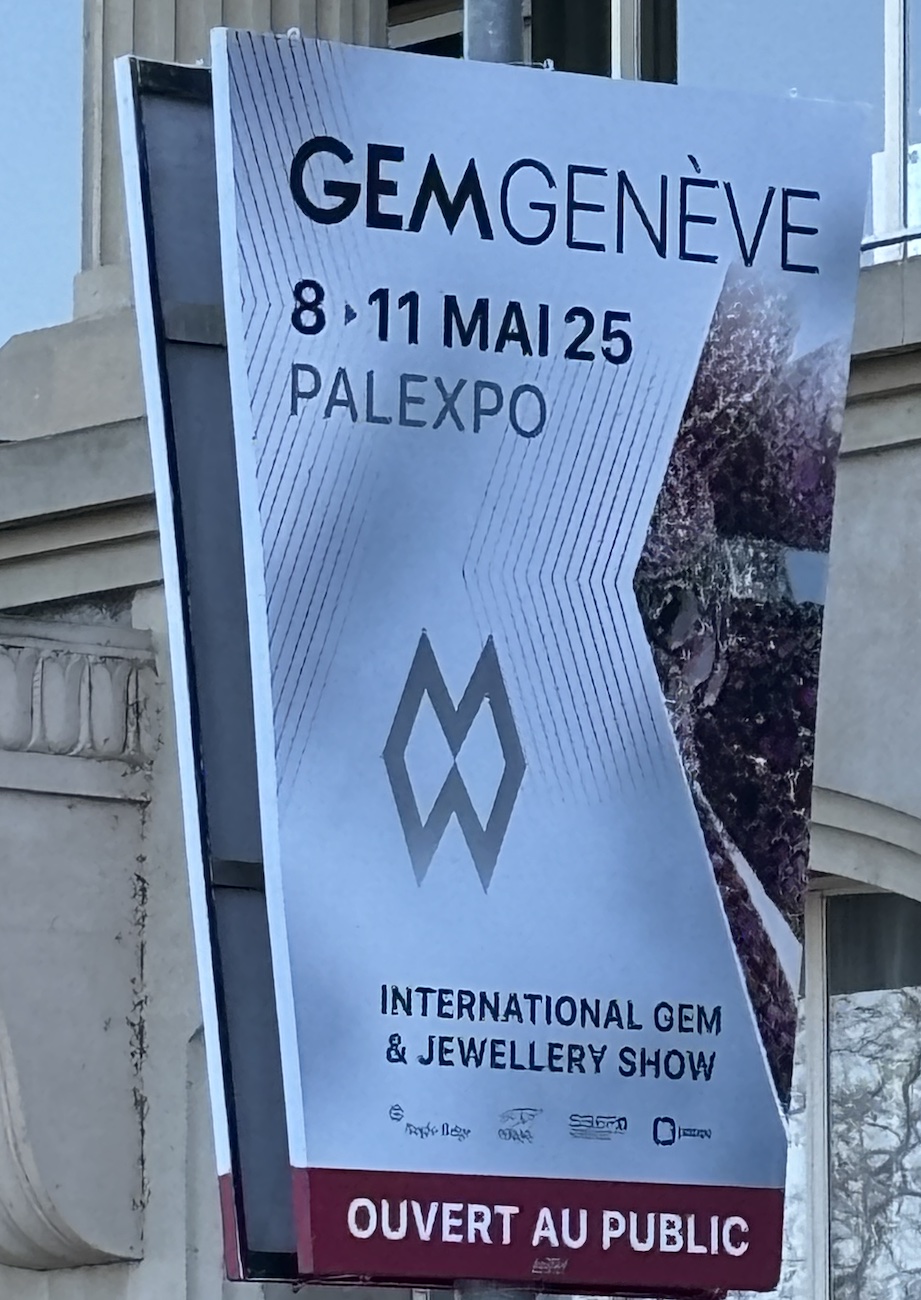 GEMGENÈVE
8 ▸ 11 MAI 25
PALEXPO
INTERNATIONAL GEM
& JEWELLERY SHOW
OUVERT AU PUBLIC